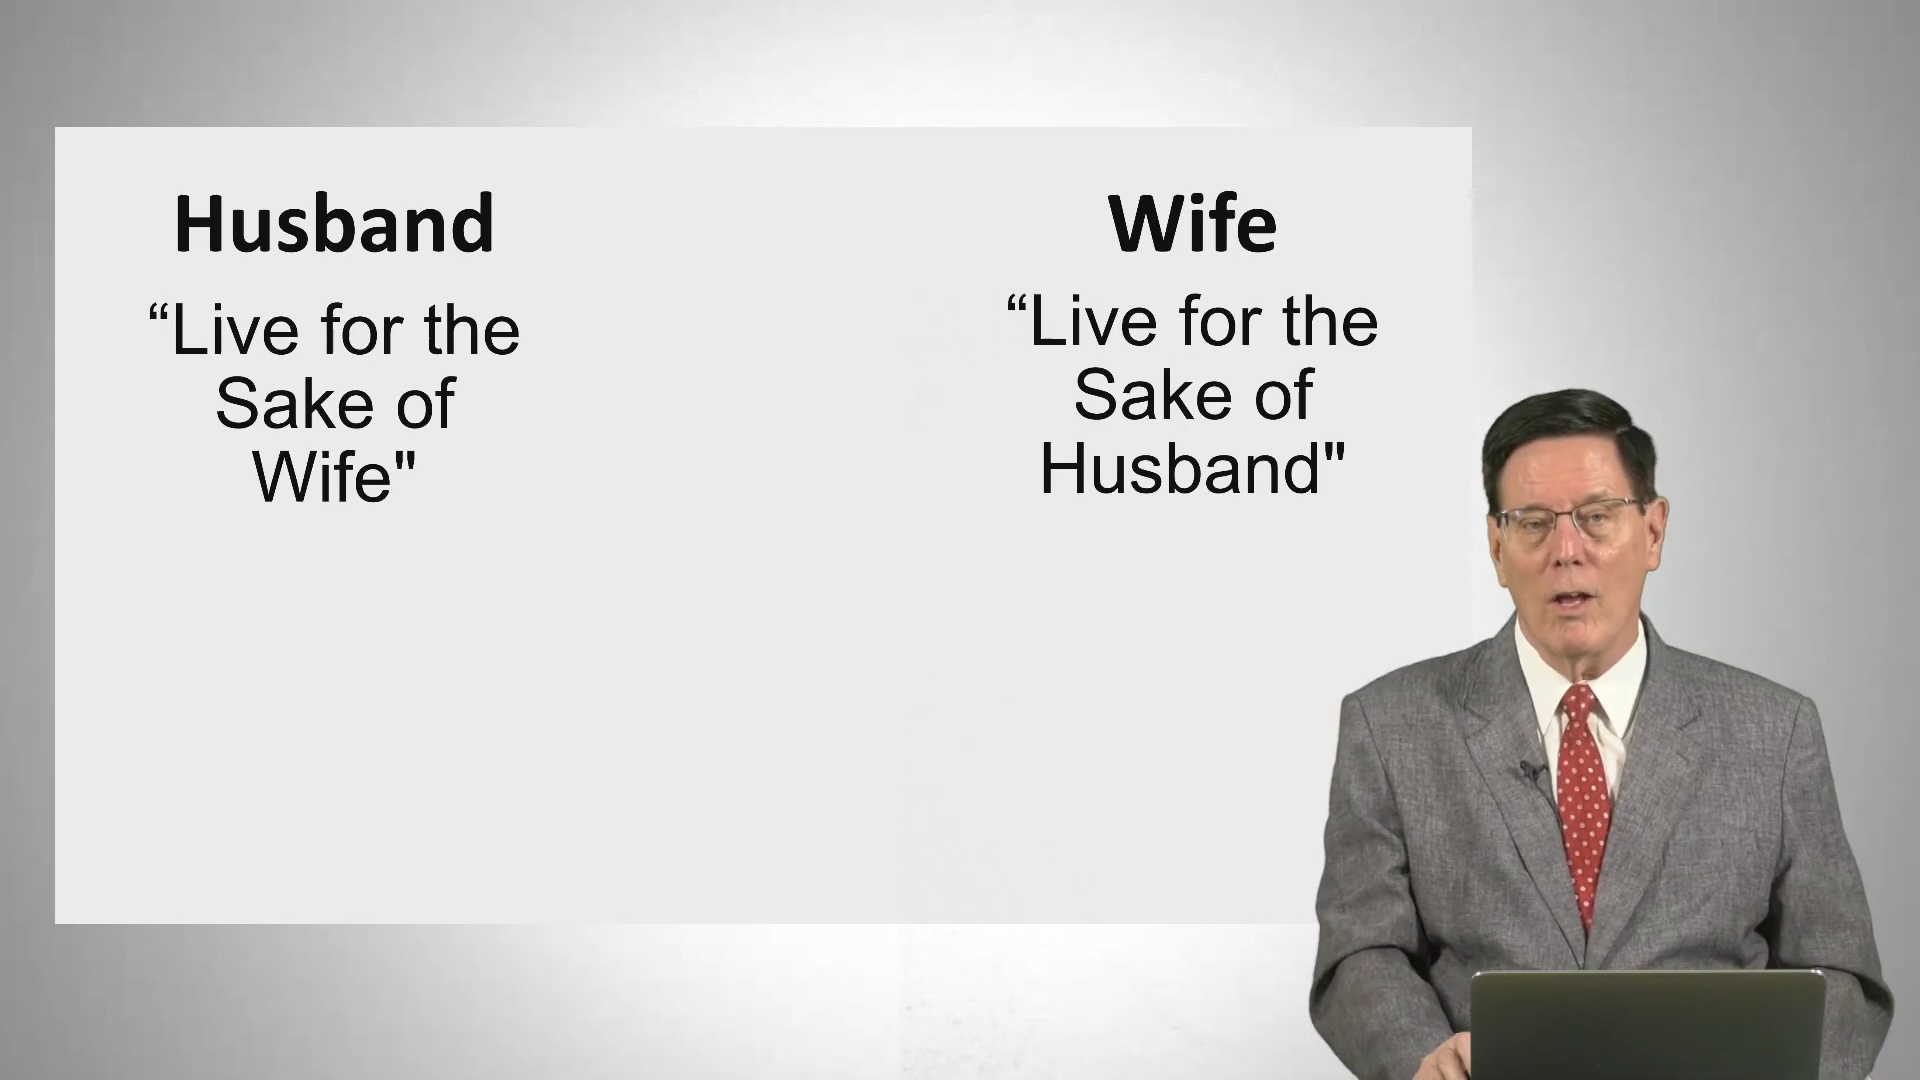 Husband
“Live for the
Sake of
Wife"
Wife
“Live for the
Sake of
Husband"